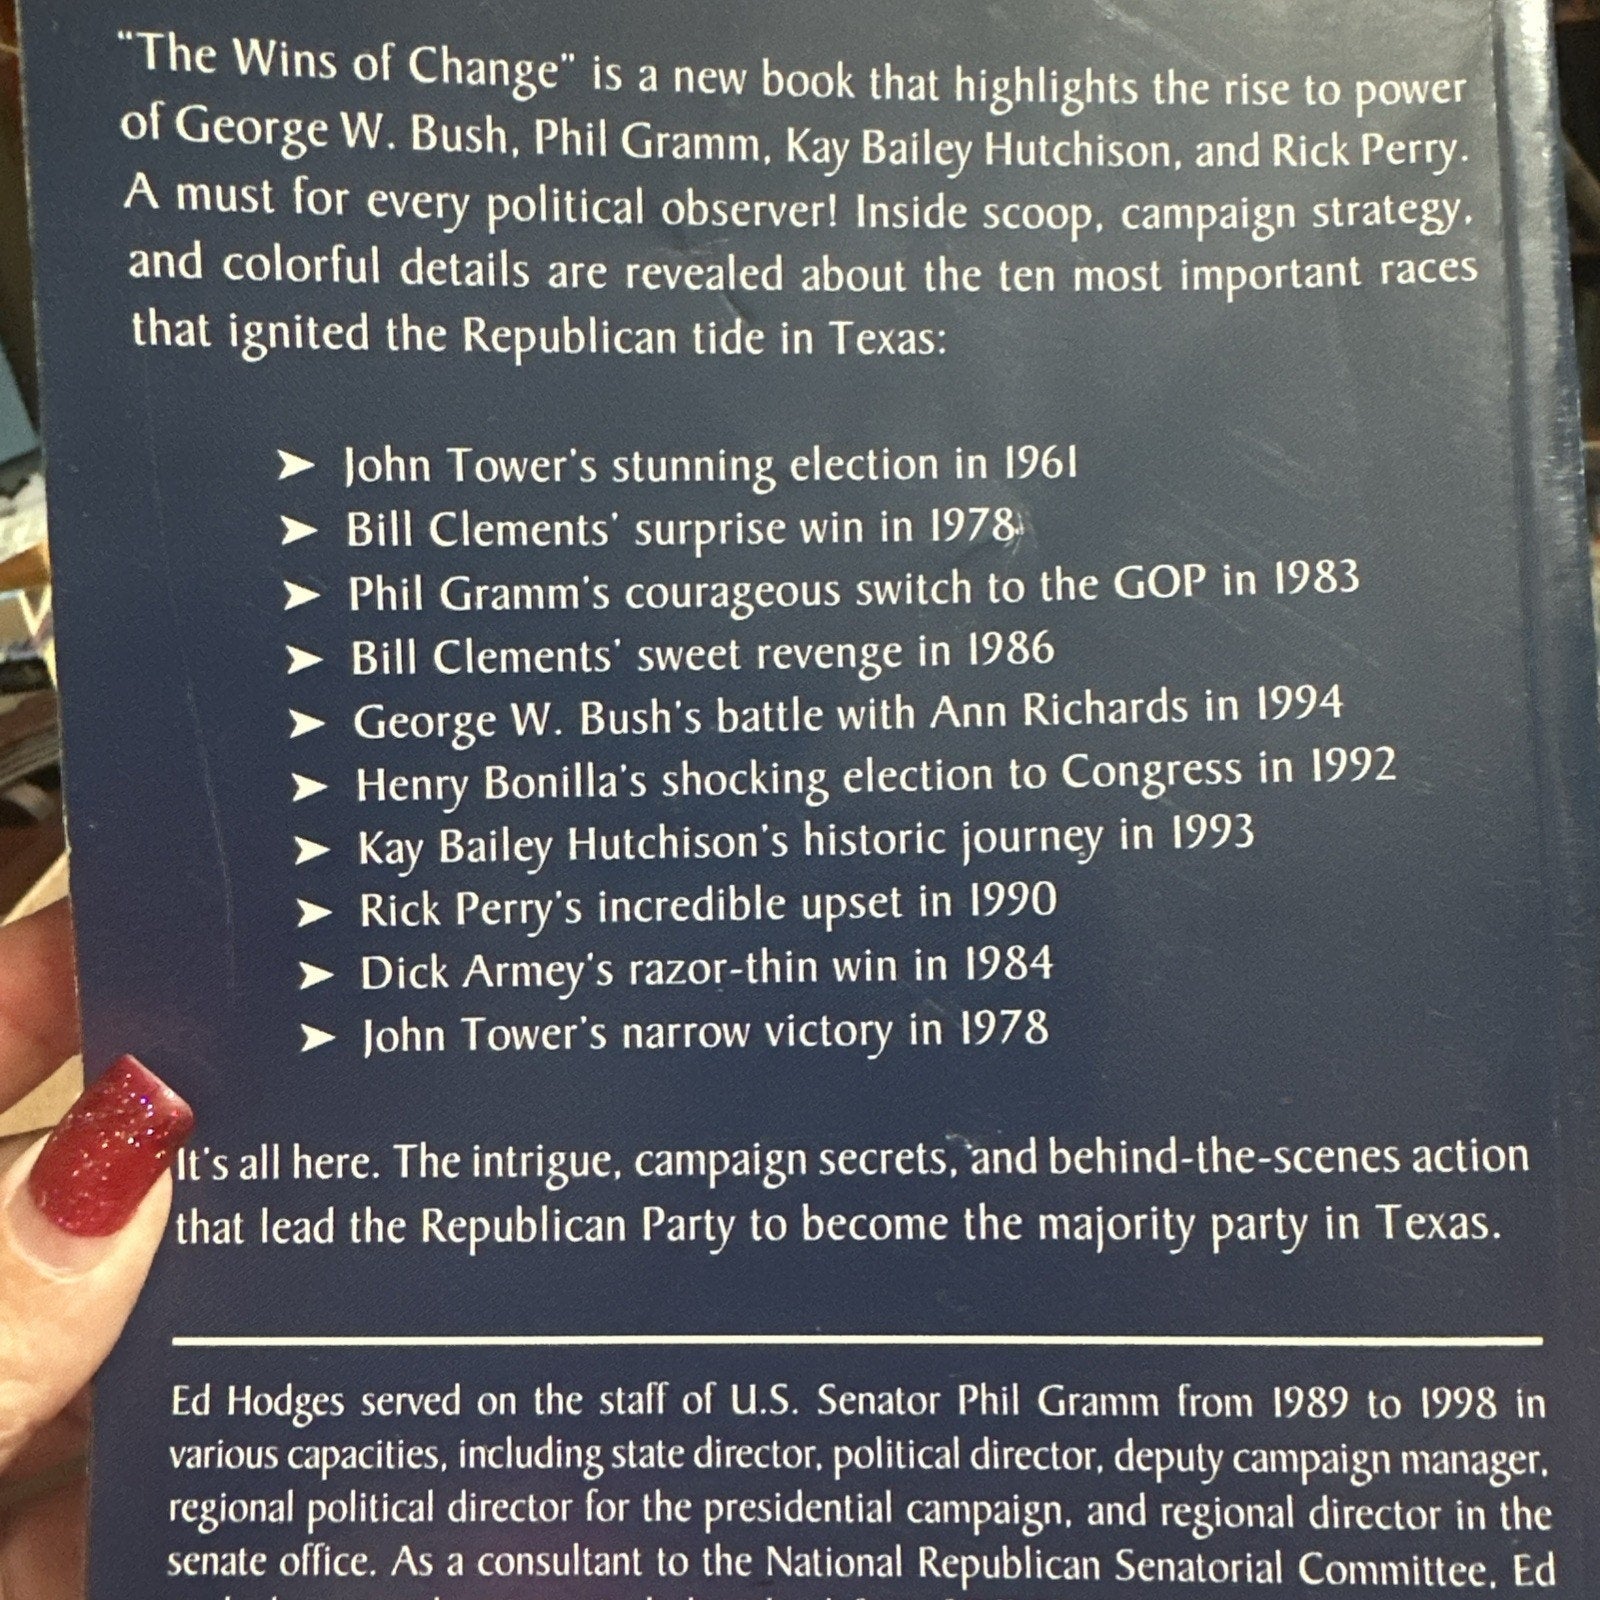 "The Wins of Change" is a new book that highlights the rise to power
of George W. Bush, Phil Gramm, Kay Bailey Hutchison, and Rick Perry.
A must for every political observer! Inside scoop, campaign strategy,
and colorful details are revealed about the ten most important races
that ignited the Republican tide in Texas:
➤ John Tower's stunning election in 1961
➤ Bill Clements' surprise win in 1978
➤ Phil Gramm's courageous switch to the GOP in 1983
➤ Bill Clements' sweet revenge in 1986
➤ George W. Bush's battle with Ann Richards in 1994
➤ Henry Bonilla's shocking election to Congress in 1992
➤ Kay Bailey Hutchison's historic journey in 1993
➤ Rick Perry's incredible upset in 1990
➤ Dick Armey's razor-thin win in 1984
➤ John Tower's narrow victory in 1978
It's all here. The intrigue, campaign secrets, and behind-the-scenes action
that lead the Republican Party to become the majority party in Texas.
Ed Hodges served on the staff of U.S. Senator Phil Gramm from 1989 to 1998 in
various capacities, including state director, political director, deputy campaign manager,
regional political director for the presidential campaign, and regional director in the
senate office. As a consultant to the National Republican Senatorial Committee, Ed